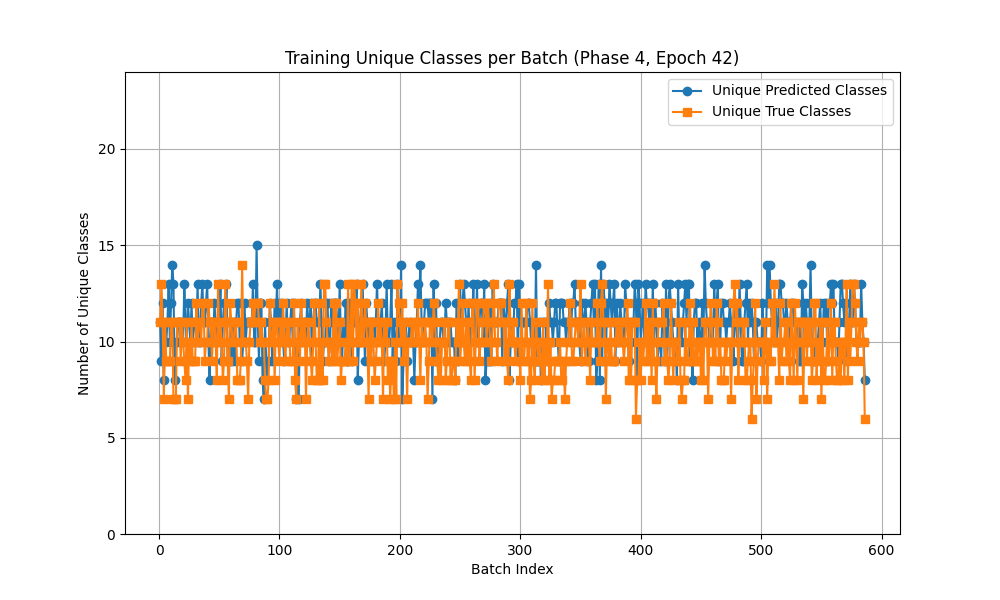 Training Unique Classes per Batch (Phase 4, Epoch 42)
Unique Predicted Classes
Unique True Classes
Number of Unique Classes
20
15
10
5
0
0 100 200 300 400 500 600
Batch Index